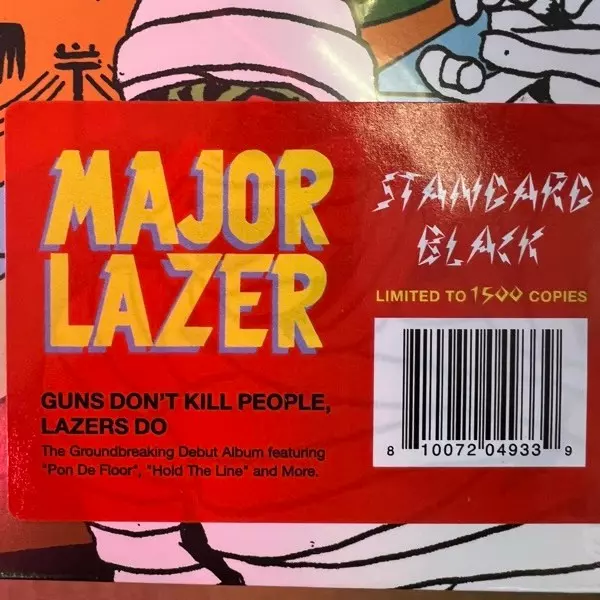 MAJOR
LAZER
GUNS DON'T KILL PEOPLE,
LAZERS DO
The Groundbreaking Debut Album featuring
"Pon De Floor", "Hold The Line" and More.
STANDARD
BLACK
LIMITED TO 1500 COPIES
8 10072 04933 9